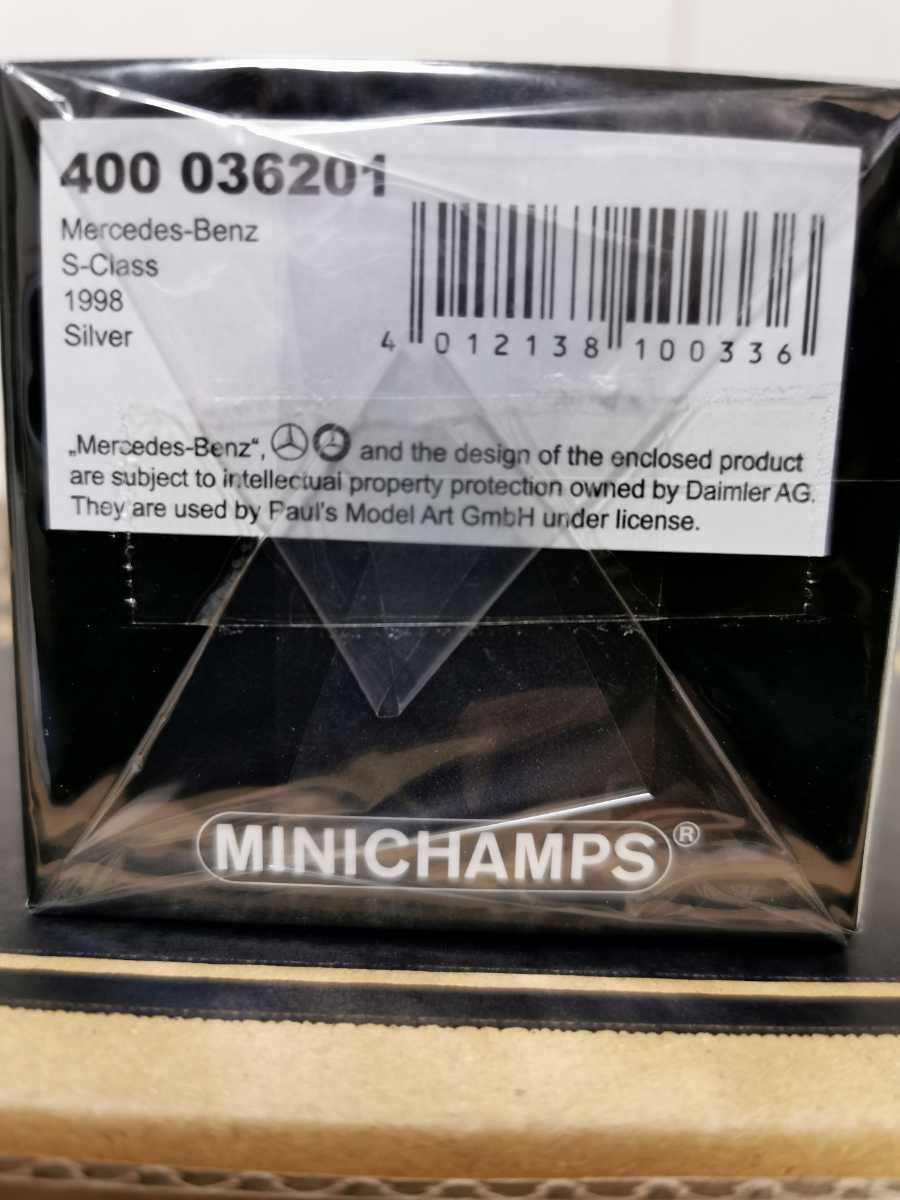 400 036201
Mercedes-Benz
S-Class
1998
Silver
4 012138 100336
„Mercedes-Benz“, and the design of the enclosed product
are subject to intellectual property protection owned by Daimler AG.
They are used by Paul's Model Art GmbH under license.
MINICHAMPS®